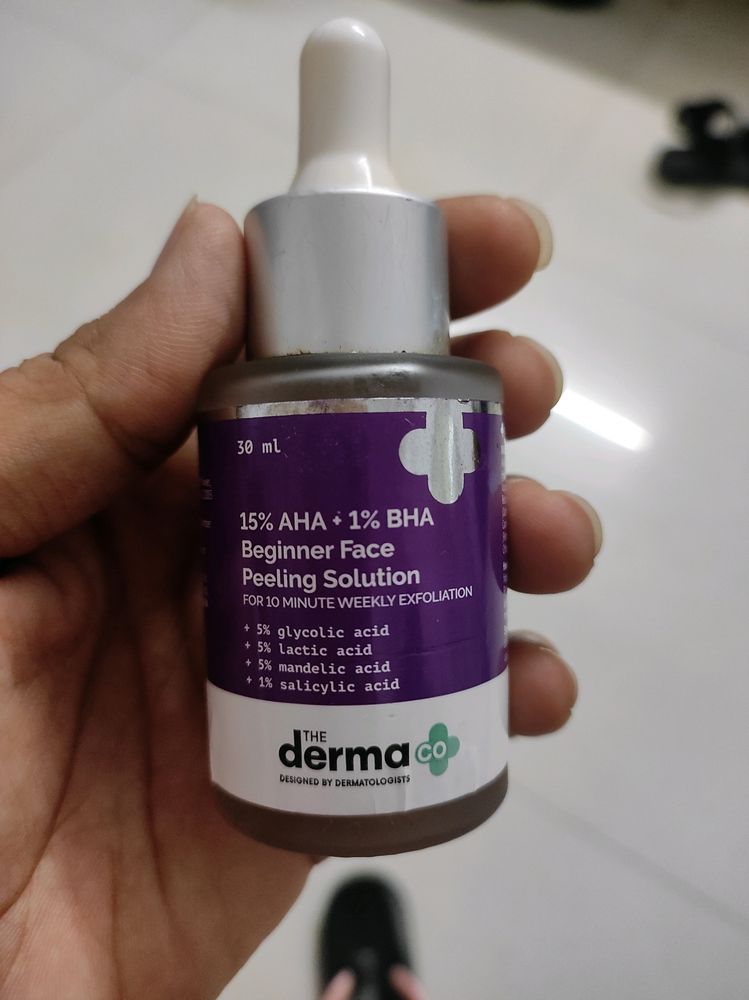 30 ml
15% AHA + 1% BHA
Beginner Face
Peeling Solution
FOR 10 MINUTE WEEKLY EXFOLIATION
+ 5% glycolic acid
+ 5% lactic acid
+ 5% mandelic acid
+ 1% salicylic acid
THE
derma co
DESIGNED BY DERMATOLOGISTS